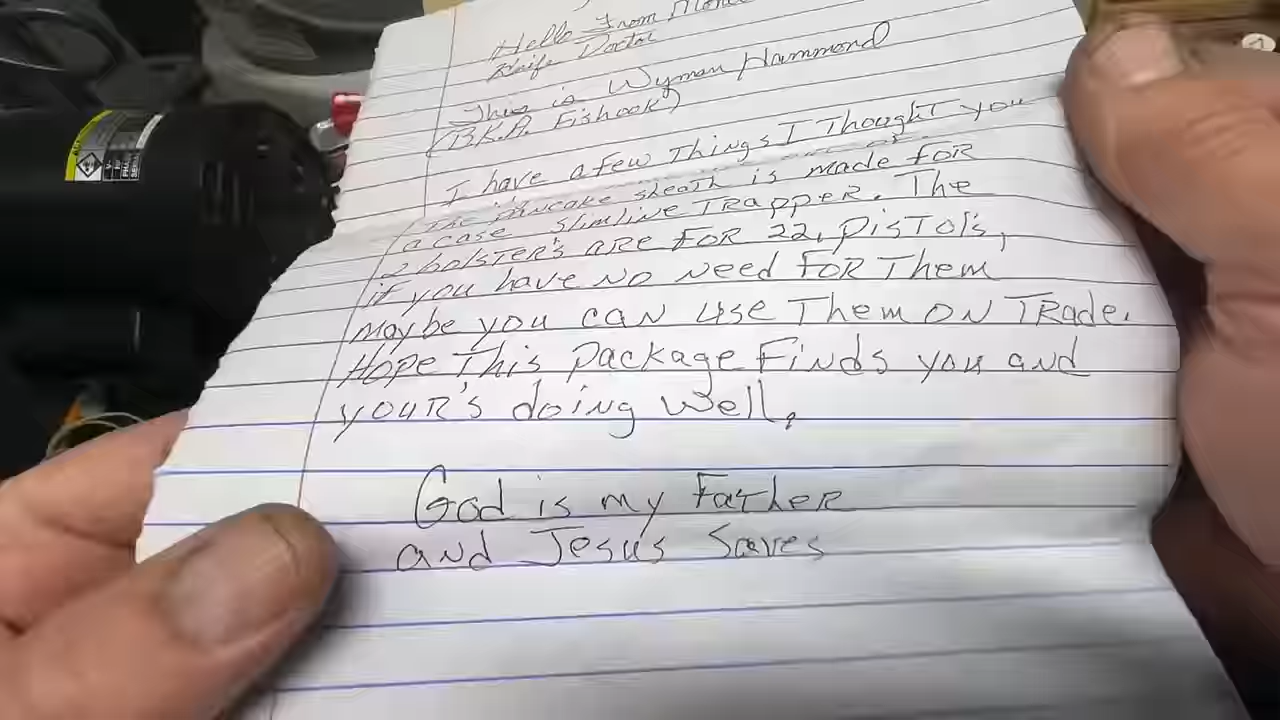 Hello From
Knife Doctor
This is Wyman Hammond
(B.K.A. Fishook)
I have a few Things I Thought you
The pancake sheath is made FOR
a case slimline TRAPPER. The
2 bolster's ARE FOR 22, PISTOlS,
if you have NO Need FOR Them
Maybe you CAN USe Them ON TRade.
HOPe This Package Finds you and
youR's doing Well,
God is my FaTheR
and Jesus Saves